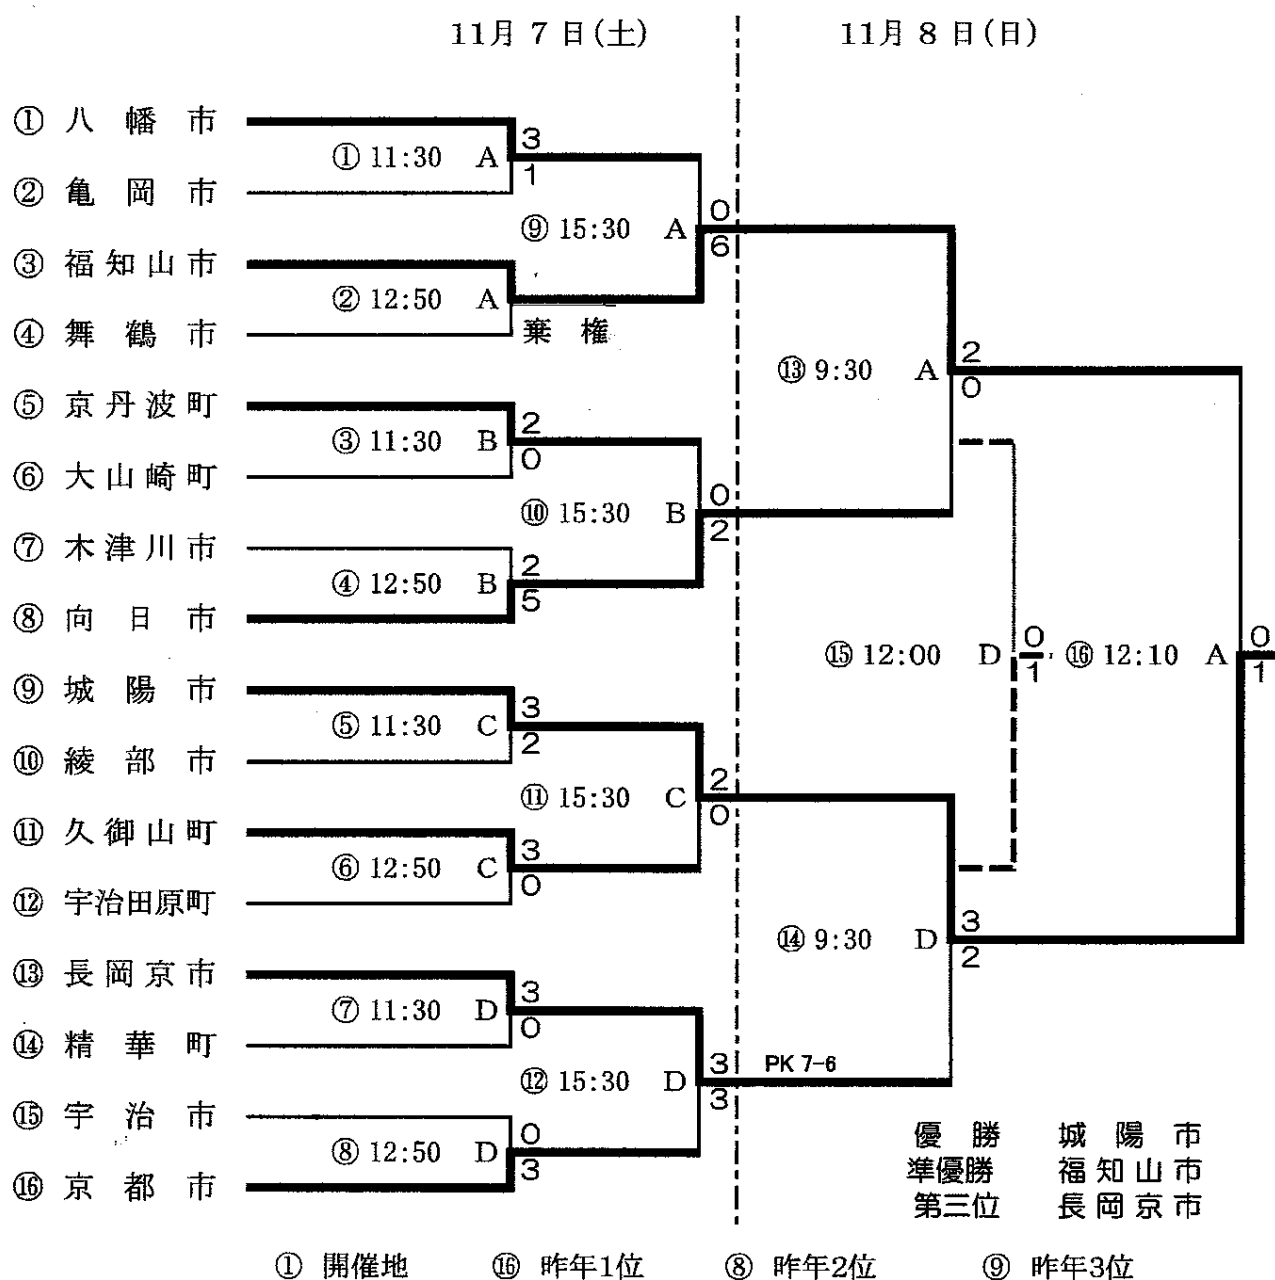 11月 7 日(土) 11月 8 日(日)
① 八幡市
3
① 11:30 A
1
② 亀岡市
⑨ 15:30 A
0
6
③ 福知山市
② 12:50 A
④ 舞鶴市
棄権
⑬ 9:30 A
2
0
⑤ 京丹波町
2
③ 11:30 B
0
⑥ 大山崎町
⑩ 15:30 B
0
2
⑦ 木津川市
2
④ 12:50 B
5
⑧ 向日市
⑮ 12:00 D
0
1
⑯ 12:10 A
0
1
⑨ 城陽市
3
⑤ 11:30 C
2
⑩ 綾部市
⑪ 15:30 C
2
0
⑪ 久御山町
3
⑥ 12:50 C
0
⑫ 宇治田原町
⑭ 9:30 D
3
2
⑬ 長岡京市
3
⑦ 11:30 D
0
⑭ 精華町
⑫ 15:30 D
3
3
PK 7-6
⑮ 宇治市
0
⑧ 12:50 D
3
⑯ 京都市
優勝 城陽市
準優勝 福知山市
第三位 長岡京市
① 開催地 ⑯ 昨年1位 ⑧ 昨年2位 ⑨ 昨年3位